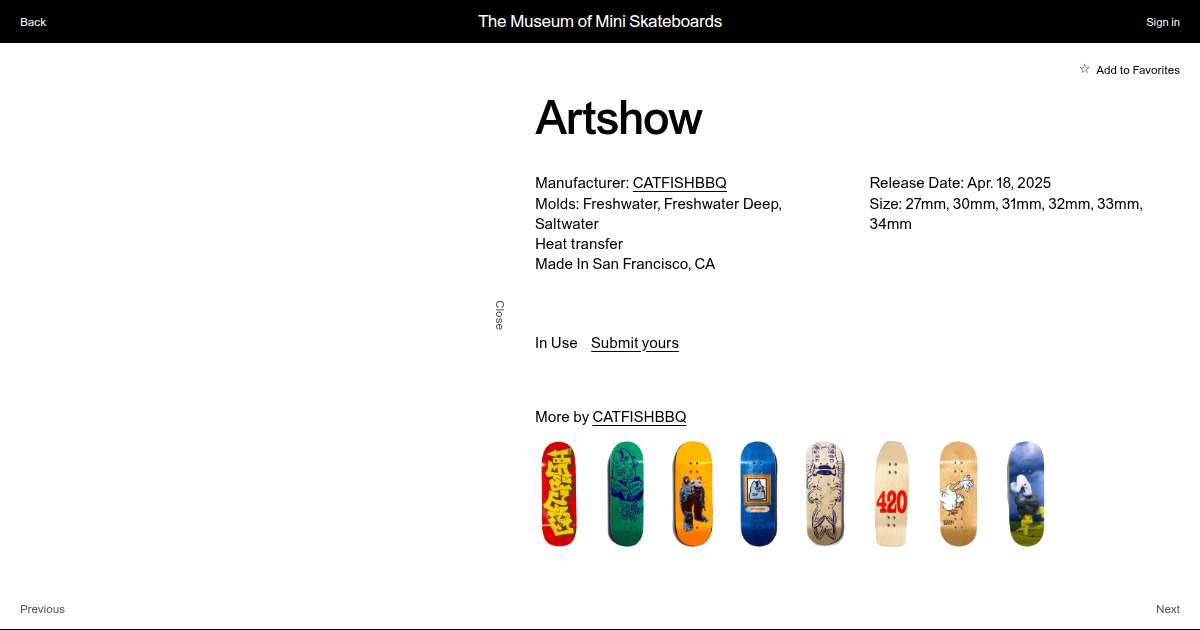 Back
The Museum of Mini Skateboards
Sign in
☆ Add to Favorites
Artshow
Manufacturer: CATFISHBBQ
Molds: Freshwater, Freshwater Deep,
Saltwater
Heat transfer
Made In San Francisco, CA
Release Date: Apr. 18, 2025
Size: 27mm, 30mm, 31mm, 32mm, 33mm,
34mm
Close
In Use Submit yours
More by CATFISHBBQ
420
Previous
Next